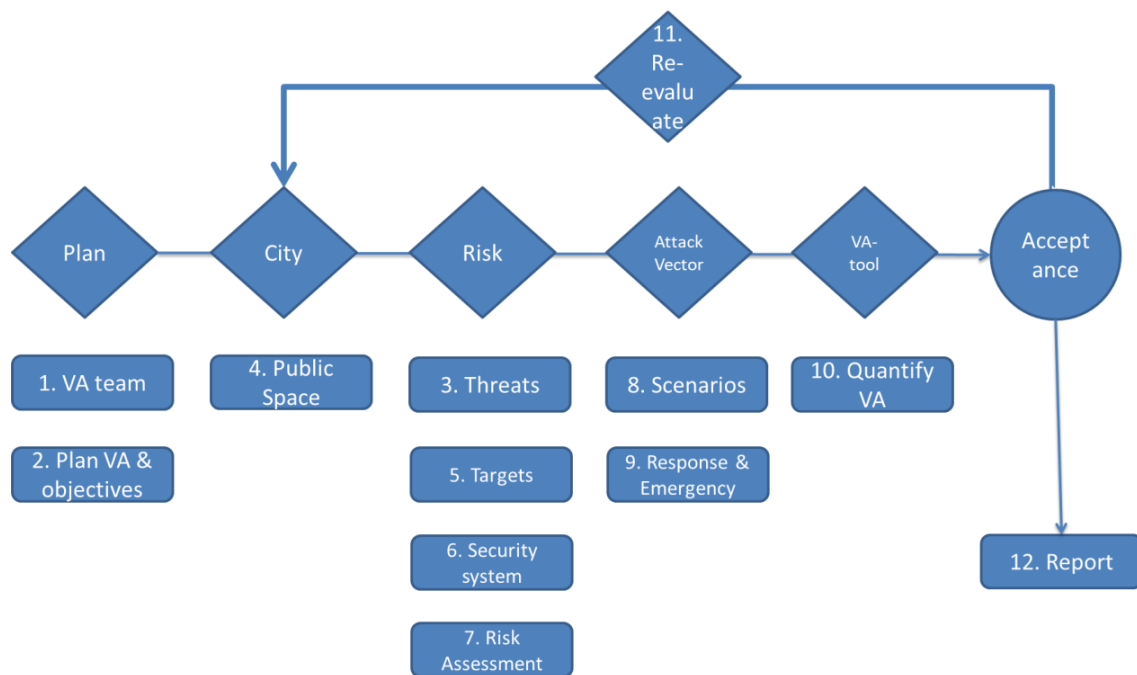 11.
Re-
evalu
ate
Plan
City
Risk
Attack
Vector
VA-
tool
Accept
ance
1. VA team
4. Public
Space
3. Threats
8. Scenarios
10. Quantify
VA
2. Plan VA &
objectives
5. Targets
9. Response &
Emergency
6. Security
system
12. Report
7. Risk
Assessment